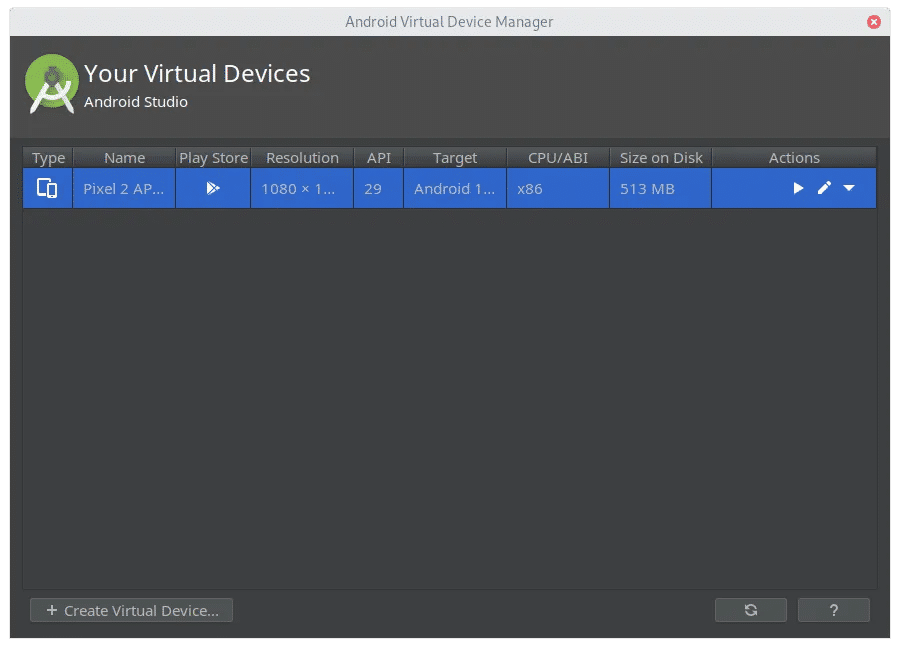 Android Virtual Device Manager
Your Virtual Devices
Android Studio
Type Name Play Store Resolution API Target CPU/ABI Size on Disk Actions
Pixel 2 AP... 1080 × 1... 29 Android 1... x86 513 MB
+ Create Virtual Device... ?